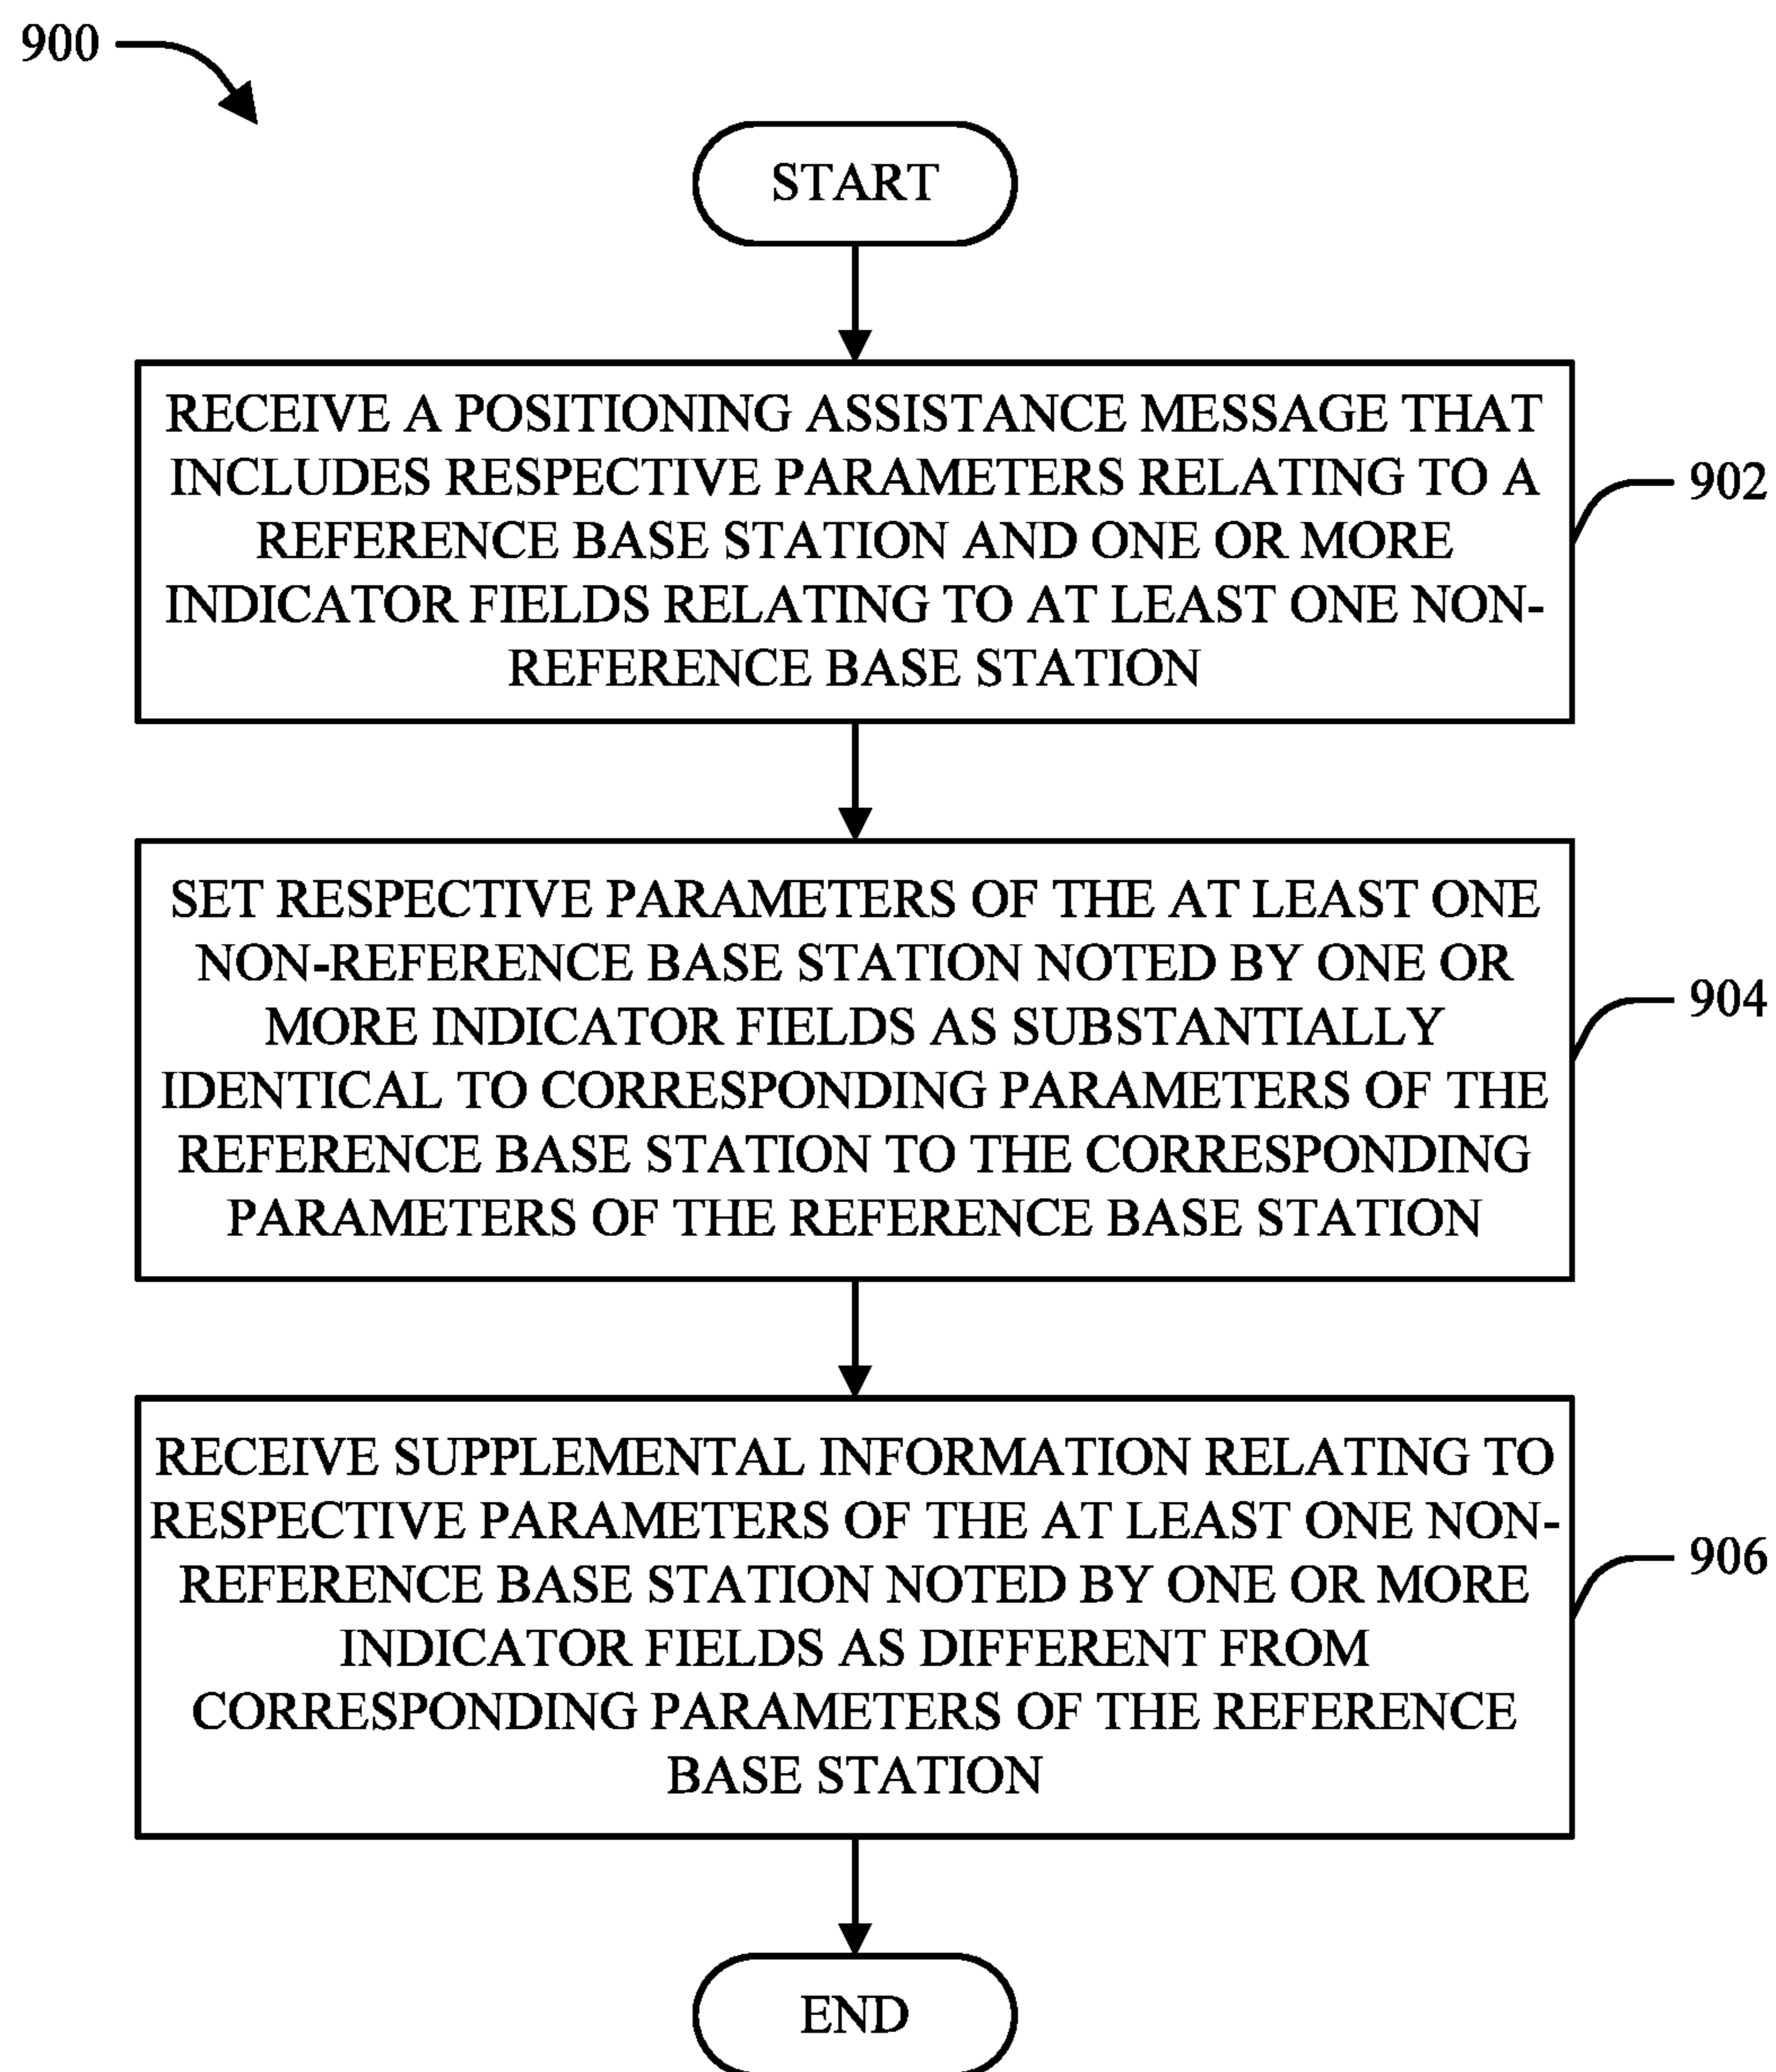 900
START
RECEIVE A POSITIONING ASSISTANCE MESSAGE THAT
INCLUDES RESPECTIVE PARAMETERS RELATING TO A
REFERENCE BASE STATION AND ONE OR MORE
INDICATOR FIELDS RELATING TO AT LEAST ONE NON-
REFERENCE BASE STATION
902
SET RESPECTIVE PARAMETERS OF THE AT LEAST ONE
NON-REFERENCE BASE STATION NOTED BY ONE OR
MORE INDICATOR FIELDS AS SUBSTANTIALLY
IDENTICAL TO CORRESPONDING PARAMETERS OF THE
REFERENCE BASE STATION TO THE CORRESPONDING
PARAMETERS OF THE REFERENCE BASE STATION
904
RECEIVE SUPPLEMENTAL INFORMATION RELATING TO
RESPECTIVE PARAMETERS OF THE AT LEAST ONE NON-
REFERENCE BASE STATION NOTED BY ONE OR MORE
INDICATOR FIELDS AS DIFFERENT FROM
CORRESPONDING PARAMETERS OF THE REFERENCE
BASE STATION
906
END